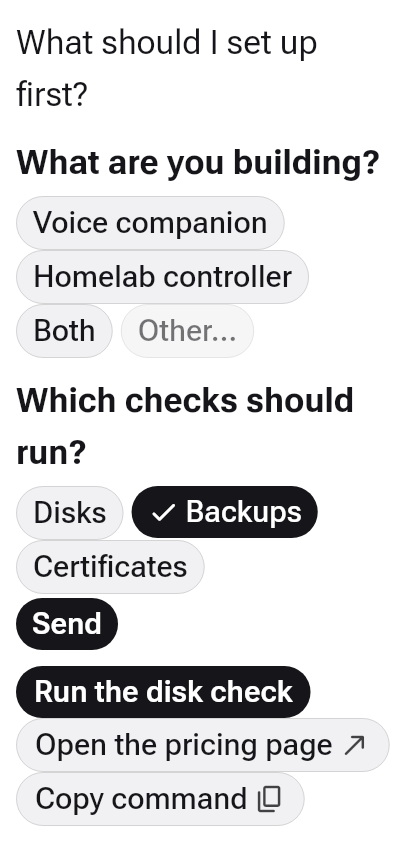 What should I set up
first?
What are you building?
Voice companion
Homelab controller
Both Other...
Which checks should
run?
Disks Backups
Certificates
Send
Run the disk check
Open the pricing page
Copy command